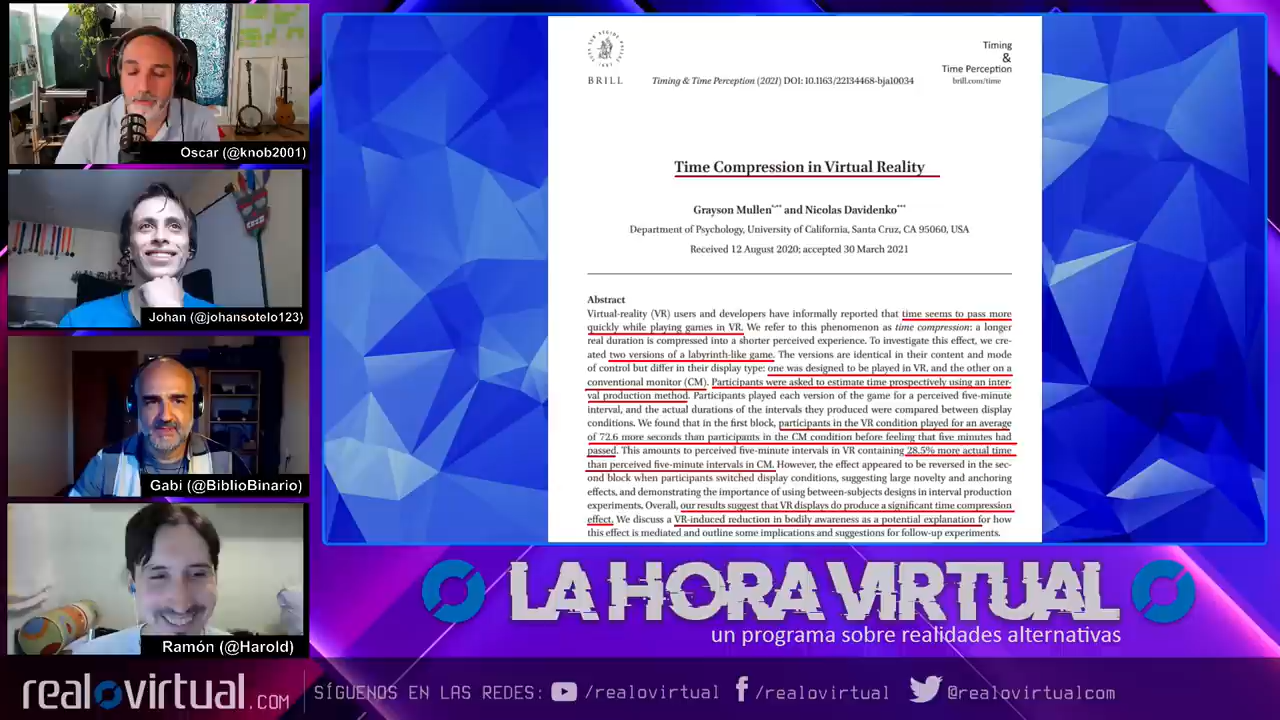 Oscar (@knob2001)
Johan (@johansotelo123)
Gabi (@BiblioBinario)
Ramón (@Harold)
BRILL
Timing & Time Perception (2021) DOI: 10.1163/22134468-bja10034
Timing
&
Time Perception
brill.com/time
Time Compression in Virtual Reality
Grayson Mullen*,** and Nicolas Davidenko***
Department of Psychology, University of California, Santa Cruz, CA 95060, USA
Received 12 August 2020; accepted 30 March 2021
Abstract
Virtual-reality (VR) users and developers have informally reported that time seems to pass more
quickly while playing games in VR. We refer to this phenomenon as time compression: a longer
real duration is compressed into a shorter perceived experience. To investigate this effect, we cre-
ated two versions of a labyrinth-like game. The versions are identical in their content and mode
of control but differ in their display type: one was designed to be played in VR, and the other on a
conventional monitor (CM). Participants were asked to estimate time prospectively using an inter-
val production method. Participants played each version of the game for a perceived five-minute
interval, and the actual durations of the intervals they produced were compared between display
conditions. We found that in the first block, participants in the VR condition played for an average
of 72.6 more seconds than participants in the CM condition before feeling that five minutes had
passed. This amounts to perceived five-minute intervals in VR containing 28.5% more actual time
than perceived five-minute intervals in CM. However, the effect appeared to be reversed in the sec-
ond block when participants switched display conditions, suggesting large novelty and anchoring
effects, and demonstrating the importance of using between-subjects designs in interval production
experiments. Overall, our results suggest that VR displays do produce a significant time compression
effect. We discuss a VR-induced reduction in bodily awareness as a potential explanation for how
this effect is mediated and outline some implications and suggestions for follow-up experiments.
LA HORA VIRTUAL
un programa sobre realidades alternativas
realovirtual.com
SÍGUENOS EN LAS REDES: /realovirtual /realovirtual @realovirtualcom